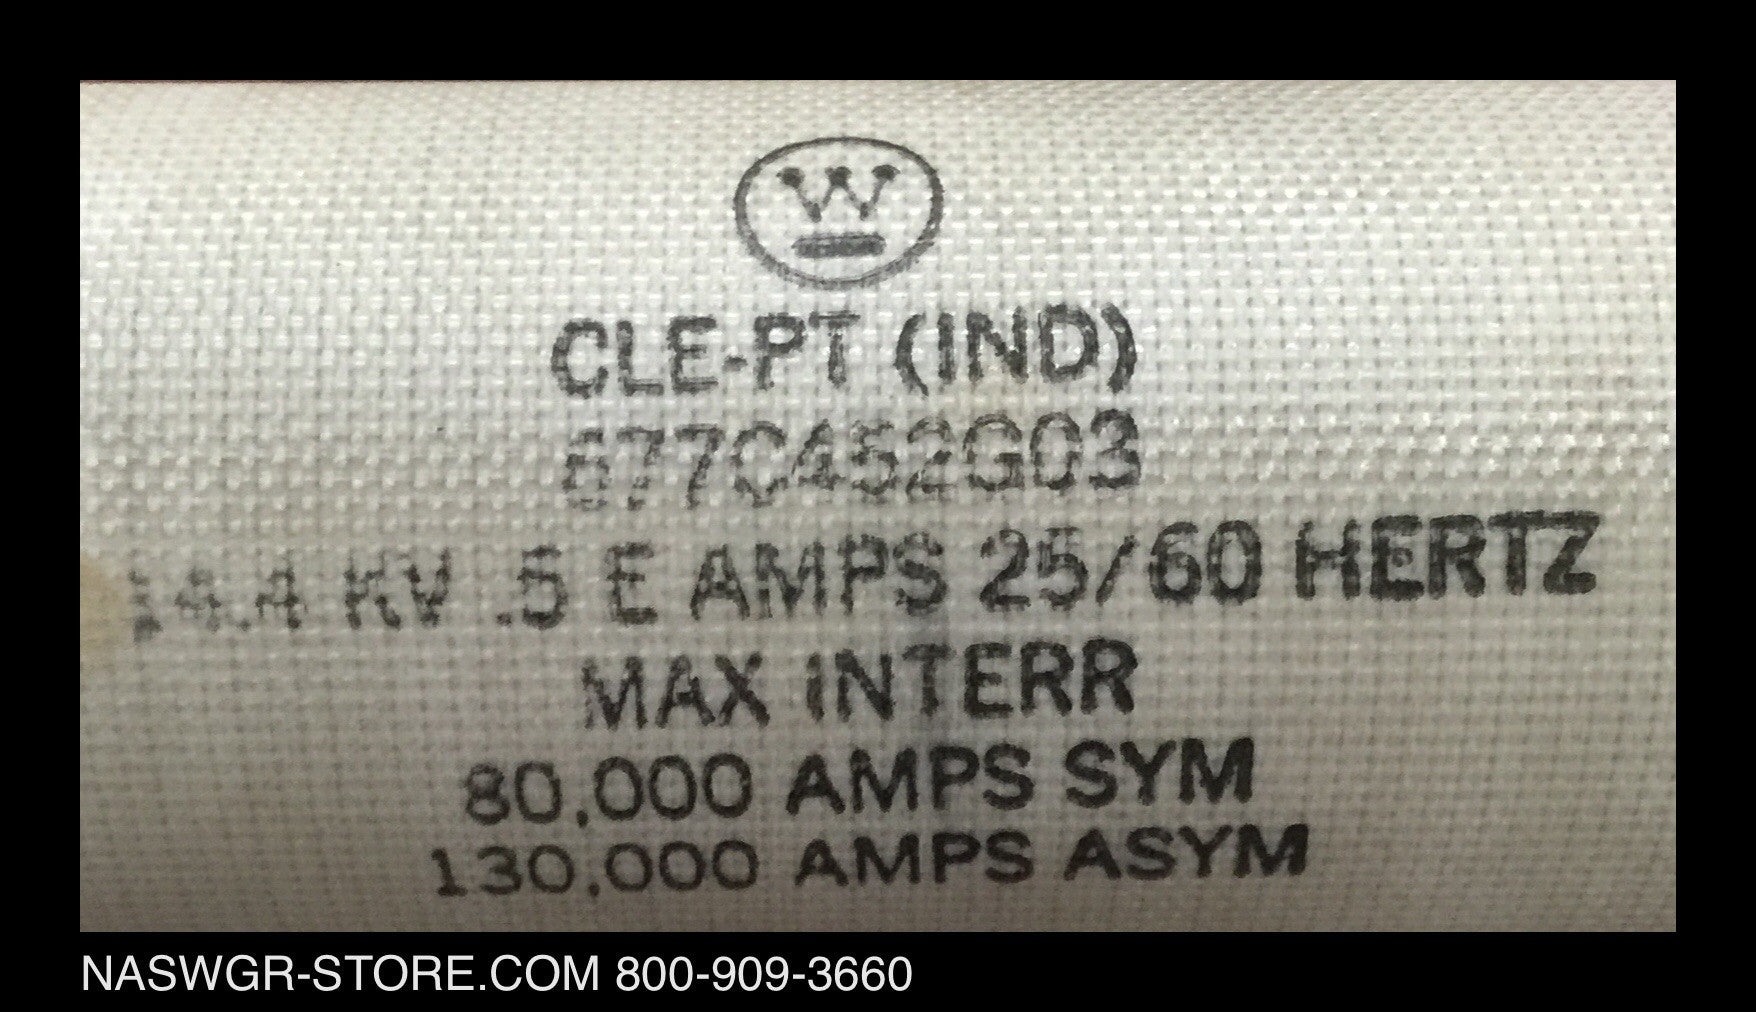 CLE-PT (IND)
677C452G03
14.4 KV .5 E AMPS 25/60 HERTZ
MAX INTERR
80,000 AMPS SYM
130,000 AMPS ASYM
NASWGR-STORE.COM 800-909-3660